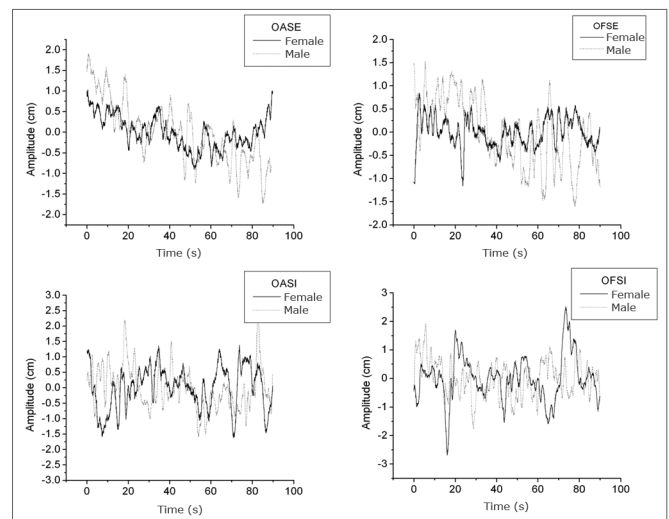 OASE
Female
Male
Amplitude (cm)
2.0
1.5
1.0
0.5
0.0
-0.5
-1.0
-1.5
-2.0
0 20 40 60 80 100
Time (s)
OFSE
Female
Male
Amplitude (cm)
2.0
1.5
1.0
0.5
0.0
-0.5
-1.0
-1.5
-2.0
0 20 40 60 80 100
Time (s)
OASI
Female
Male
Amplitude (cm)
3.0
2.5
2.0
1.5
1.0
0.5
0.0
-0.5
-1.0
-1.5
-2.0
-2.5
-3.0
0 20 40 60 80 100
Time (s)
OFSI
Female
Male
Amplitude (cm)
3
2
1
0
-1
-2
-3
0 20 40 60 80 100
Time (s)